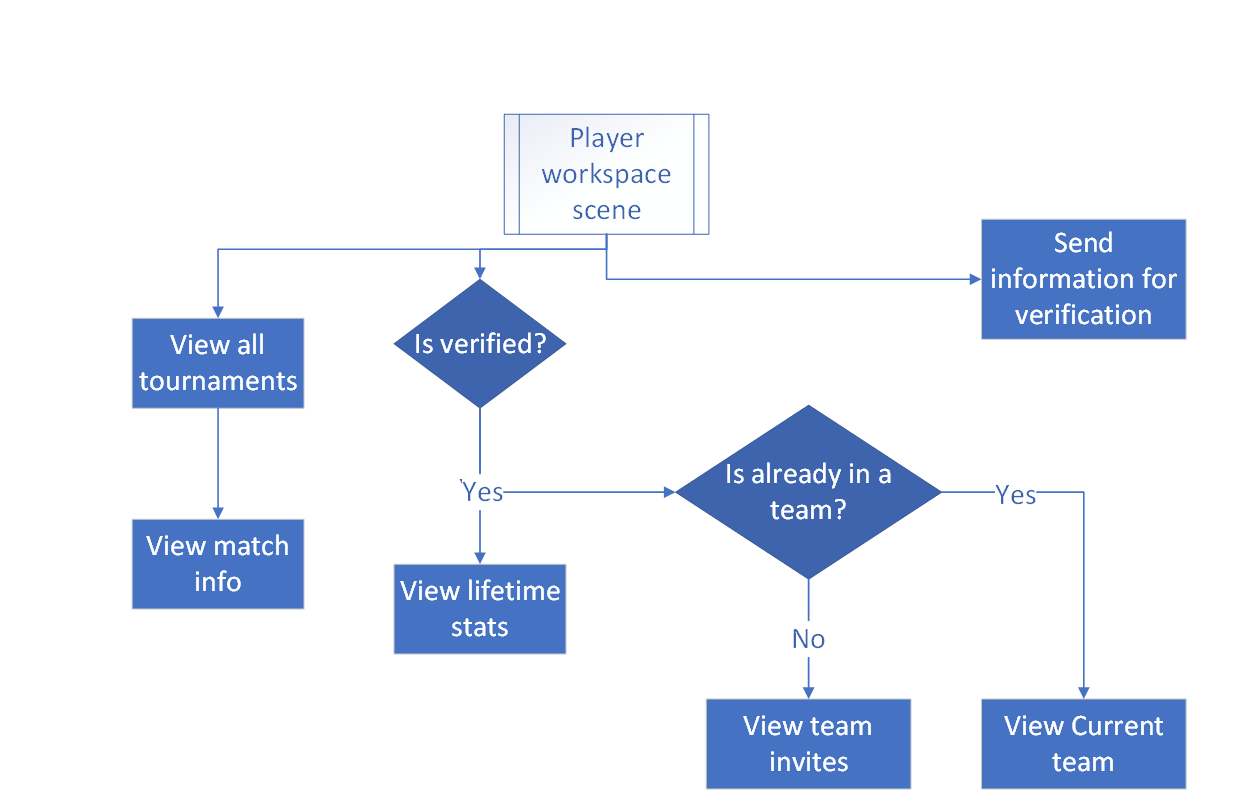 Player
workspace
scene
Send
information for
verification
View all
tournaments
Is verified?
Is already in a
team?
Yes
Yes
View match
info
View lifetime
stats
No
View team
invites
View Current
team